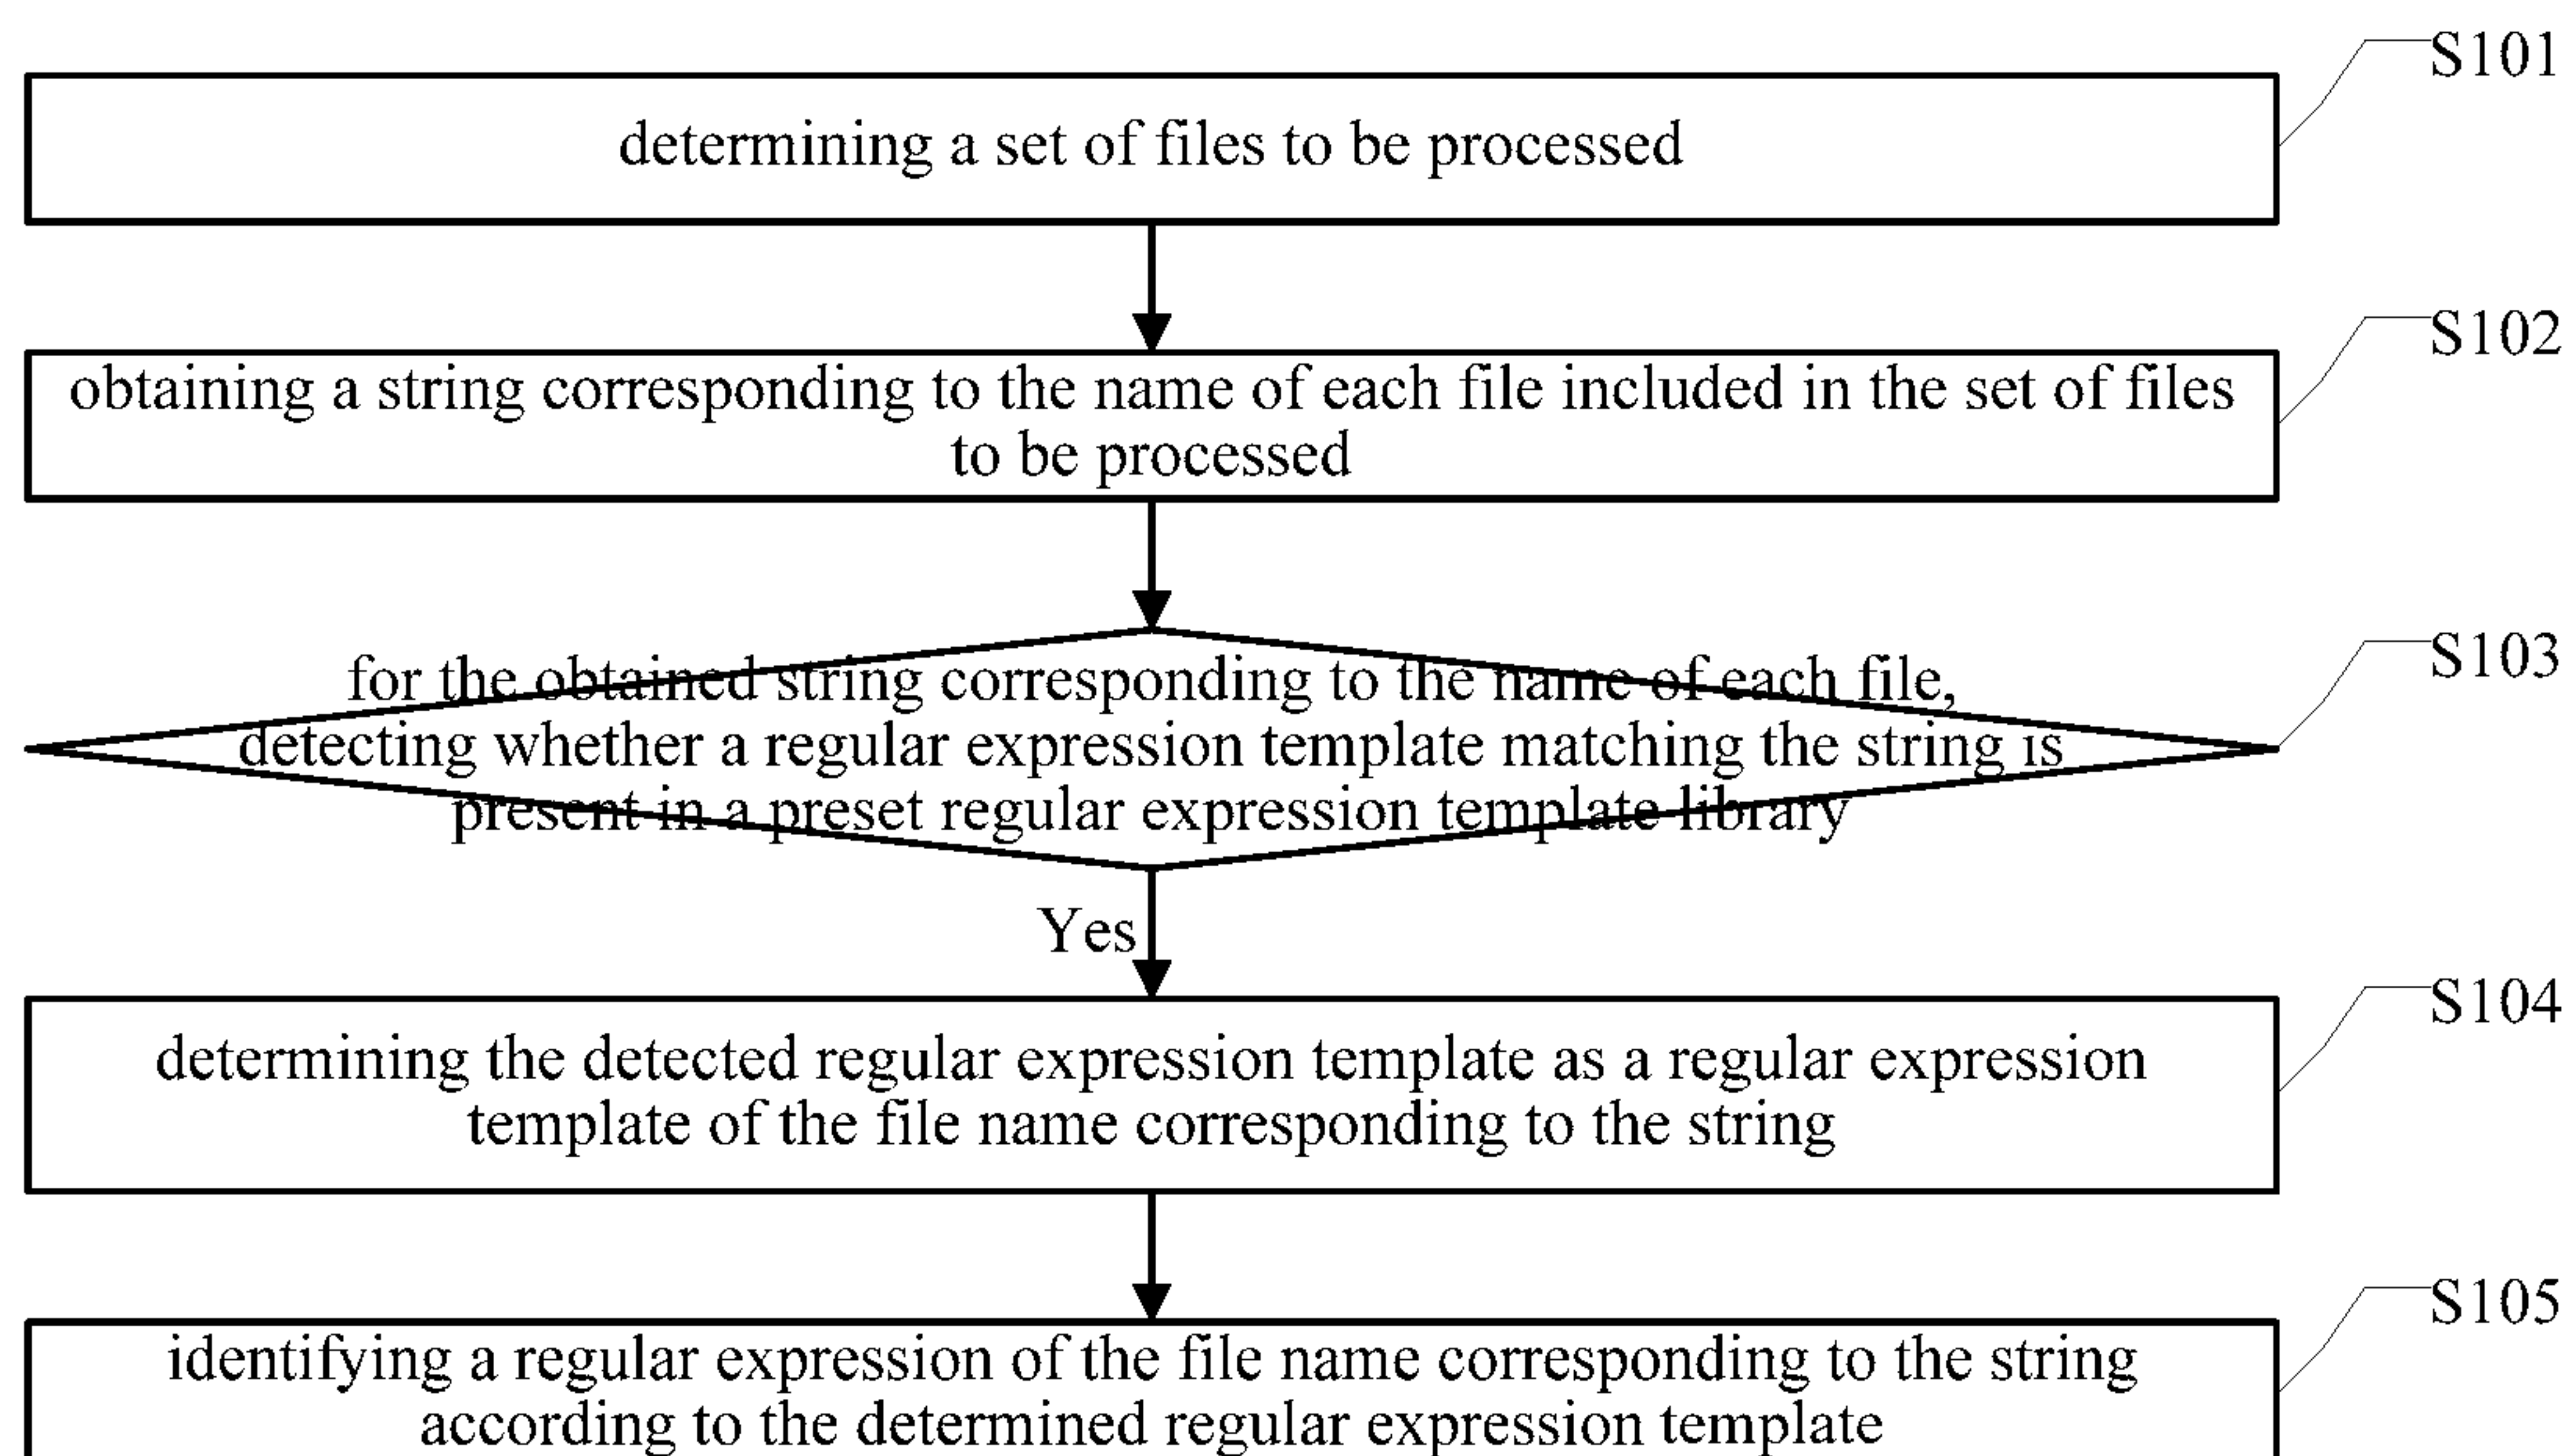 S101
determining a set of files to be processed
S102
obtaining a string corresponding to the name of each file included in the set of files
to be processed
S103
for the obtained string corresponding to the name of each file,
detecting whether a regular expression template matching the string is
present in a preset regular expression template library
Yes
S104
determining the detected regular expression template as a regular expression
template of the file name corresponding to the string
S105
identifying a regular expression of the file name corresponding to the string
according to the determined regular expression template